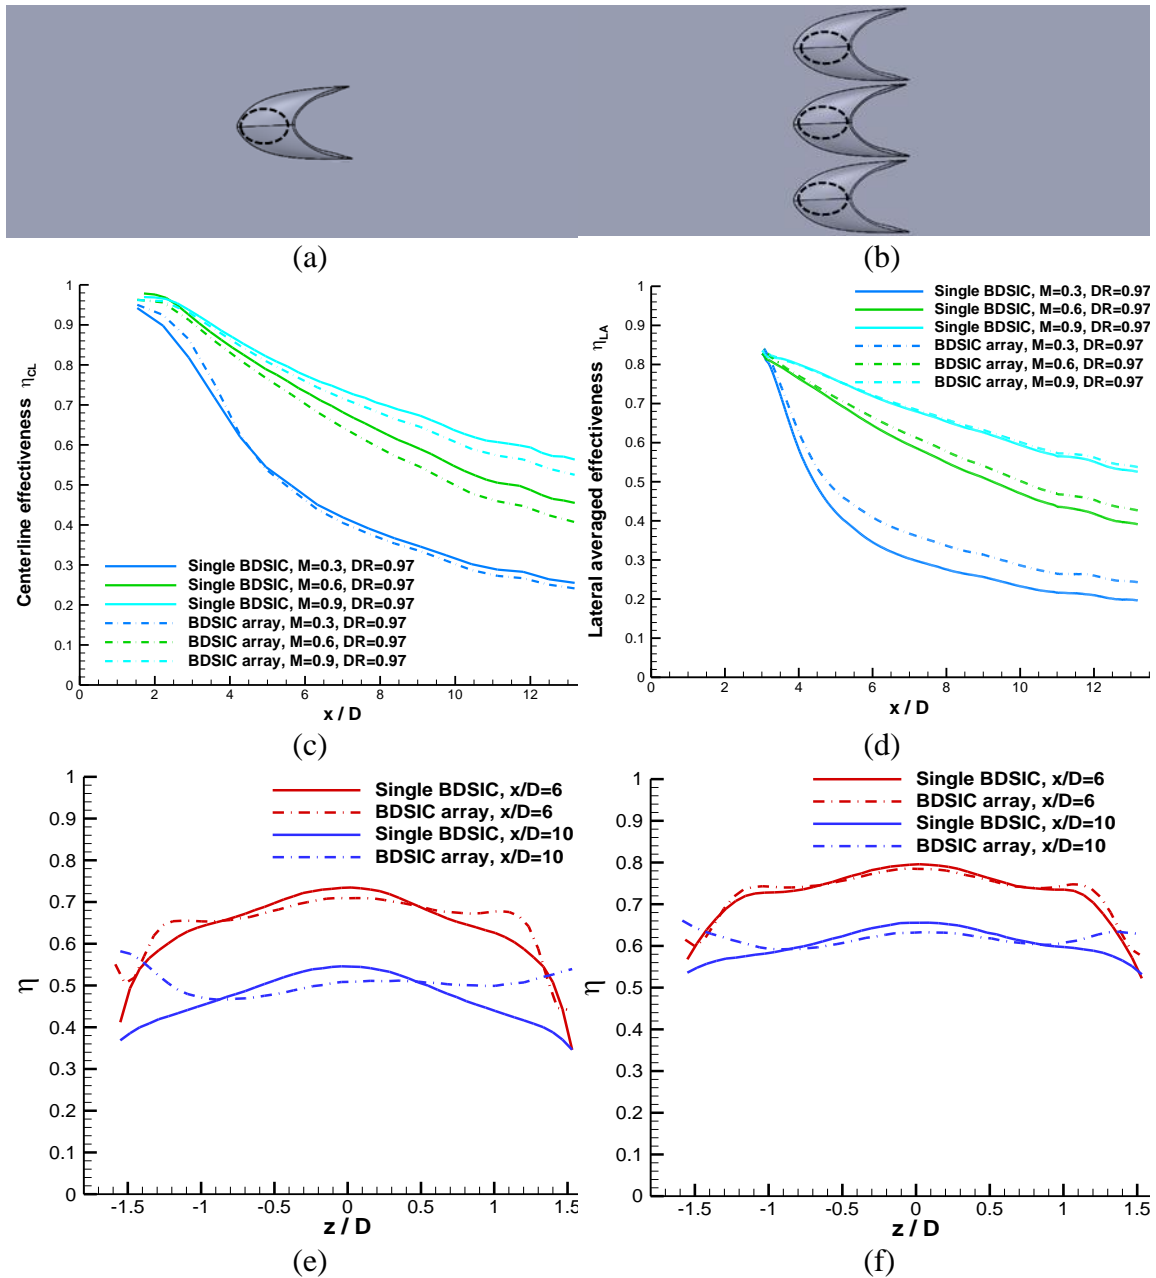 (a)
(b)
1
0.9
0.8
0.7
0.6
0.5
0.4
0.3
0.2
0.1
0
Centerline effectiveness ηCL
Single BDSIC, M=0.3, DR=0.97
Single BDSIC, M=0.6, DR=0.97
Single BDSIC, M=0.9, DR=0.97
BDSIC array, M=0.3, DR=0.97
BDSIC array, M=0.6, DR=0.97
BDSIC array, M=0.9, DR=0.97
0 2 4 6 8 10 12
x / D
(c)
1
0.9
0.8
0.7
0.6
0.5
0.4
0.3
0.2
0.1
0
Lateral averaged effectiveness ηLA
Single BDSIC, M=0.3, DR=0.97
Single BDSIC, M=0.6, DR=0.97
Single BDSIC, M=0.9, DR=0.97
BDSIC array, M=0.3, DR=0.97
BDSIC array, M=0.6, DR=0.97
BDSIC array, M=0.9, DR=0.97
0 2 4 6 8 10 12
x / D
(d)
1
0.9
0.8
0.7
0.6
0.5
0.4
0.3
0.2
0.1
0
η
Single BDSIC, x/D=6
BDSIC array, x/D=6
Single BDSIC, x/D=10
BDSIC array, x/D=10
-1.5 -1 -0.5 0 0.5 1 1.5
z / D
(e)
1
0.9
0.8
0.7
0.6
0.5
0.4
0.3
0.2
0.1
0
η
Single BDSIC, x/D=6
BDSIC array, x/D=6
Single BDSIC, x/D=10
BDSIC array, x/D=10
-1.5 -1 -0.5 0 0.5 1 1.5
z / D
(f)